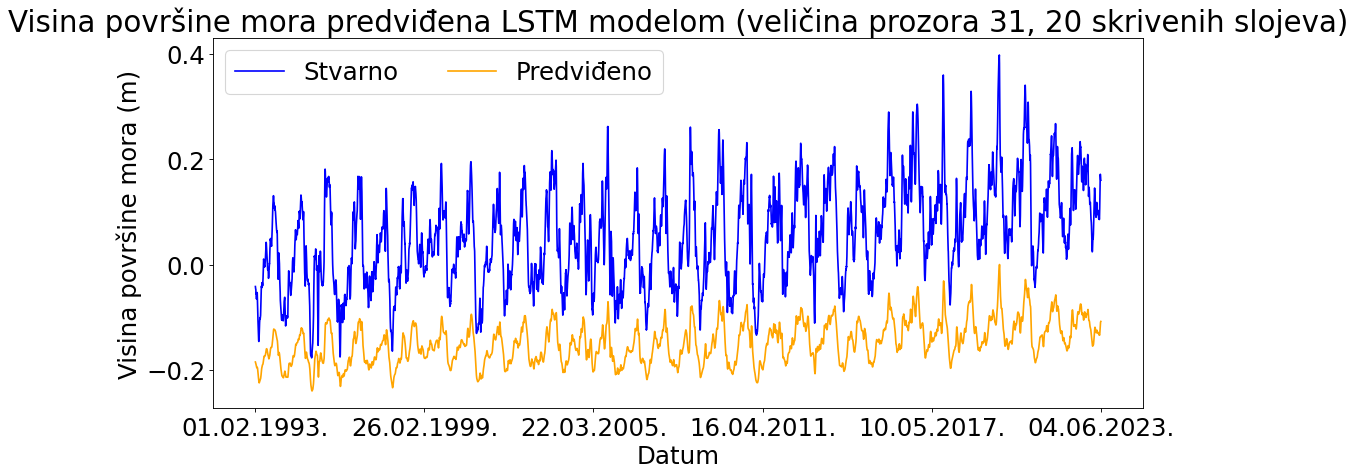 Visina površine mora predviđena LSTM modelom (veličina prozora 31, 20 skrivenih slojeva)
Stvarno Predviđeno
Visina površine mora (m)
0.4
0.2
0.0
−0.2
01.02.1993. 26.02.1999. 22.03.2005. 16.04.2011. 10.05.2017. 04.06.2023.
Datum